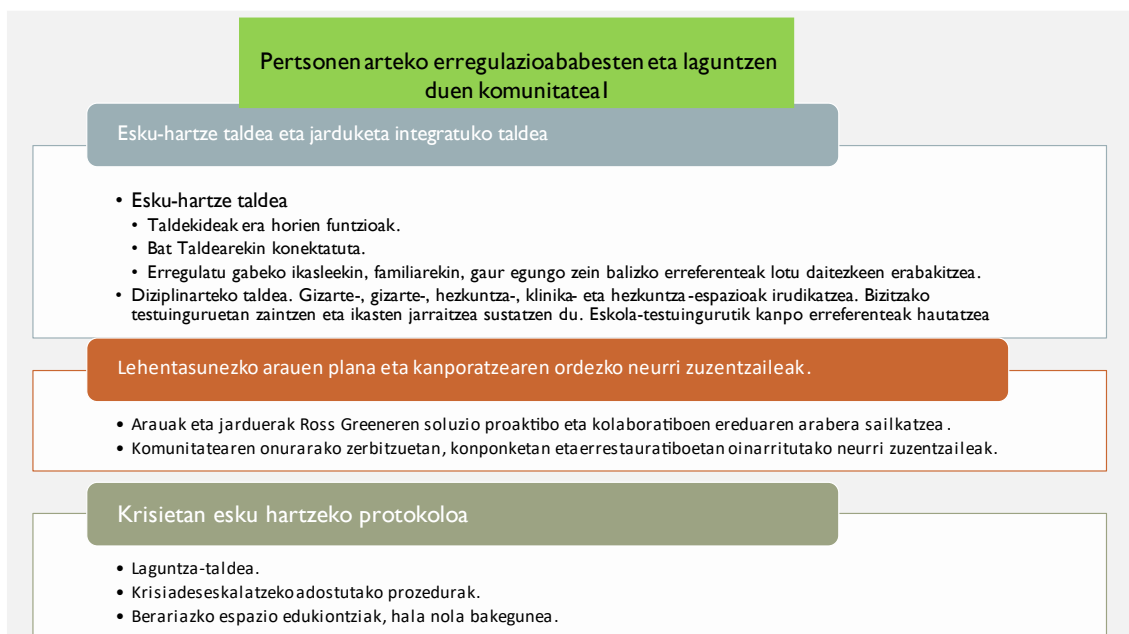 Pertsonen arteko erregulazioababesten eta laguntzen
duen komunitatea I
Esku-hartze taldea eta jarduketa integratuko taldea
• Esku-hartze taldea
• Taldekideak era horien funtzioak.
• Bat Taldearekin konektatuta.
• Erregulatu gabeko ikasleekin, familiarekin, gaur egungo zein balizko erreferenteak lotu daitezkeen erabakitzea.
• Diziplinarteko taldea. Gizarte-, gizarte-, hezkuntza-, klinika- eta hezkuntza-espazioak irudikatzea. Bizitzako
testuinguruetan zaintzen eta ikasten jarraitzea sustatzen du. Eskola-testuingurutik kanpo erreferenteak hautatzea
Lehentasunezko arauen plana eta kanporatzearen ordezko neurri zuzentzaileak.
• Arauak eta jarduerak Ross Greeneren soluzio proaktibo eta kolaboratiboen ereduaren arabera sailkatzea.
• Komunitatearen onurarako zerbitzuetan, konponketan etaerrestauratiboetan oinarritutako neurri zuzentzaileak.
Krisietan esku hartzeko protokoloa
• Laguntza-taldea.
• Krisiadeseskalatzekoadostutako prozedurak.
• Berariazko espazio edukiontziak, hala nola bakegunea.